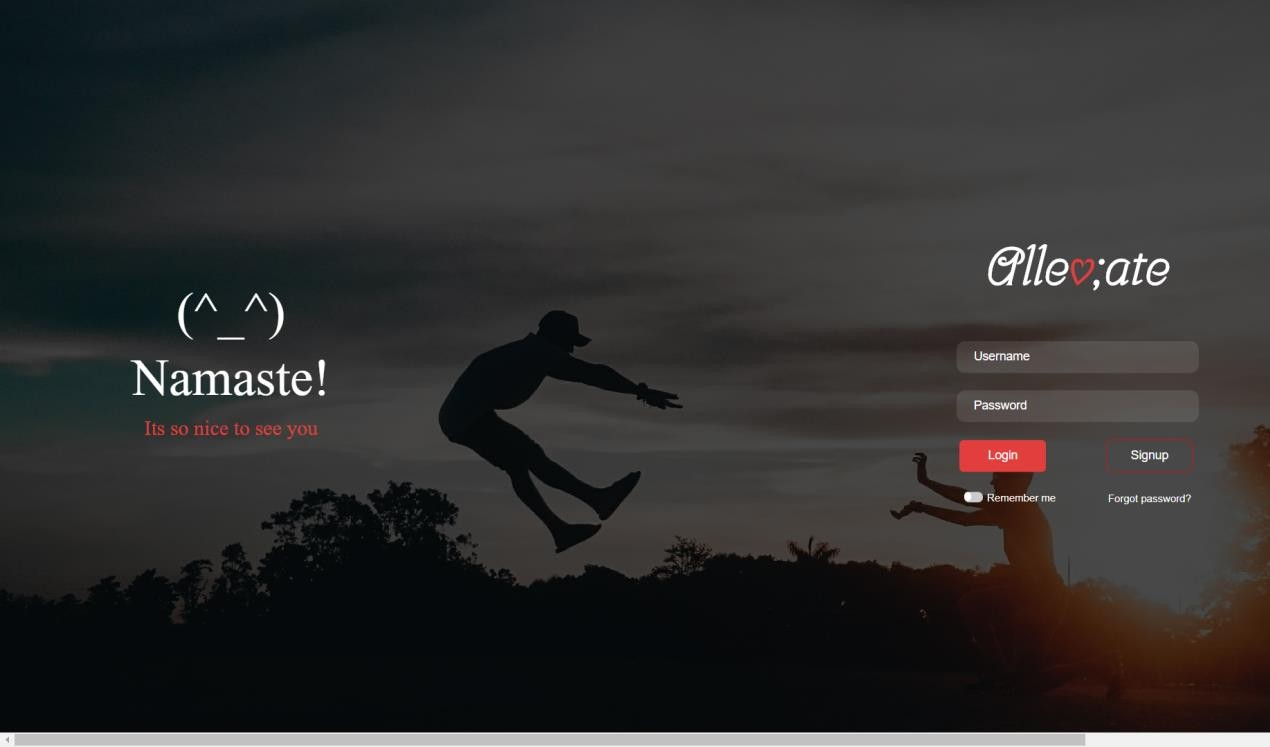 (^_^)
Namaste!
Its so nice to see you
Allev;ate
Username
Password
Login
Signup
Remember me
Forgot password?